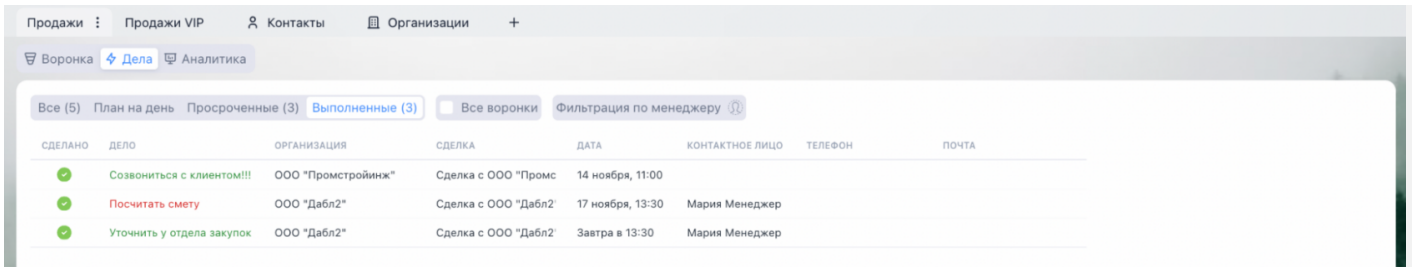 Продажи Продажи VIP Контакты Организации +
Воронка Дела Аналитика
Все (5) План на день Просроченные (3) Выполненные (3) Все воронки Фильтрация по менеджеру
СДЕЛАНО ДЕЛО ОРГАНИЗАЦИЯ СДЕЛКА ДАТА КОНТАКТНОЕ ЛИЦО ТЕЛЕФОН ПОЧТА
Созвониться с клиентом!!! ООО "Промстройинж" Сделка с ООО "Промс 14 ноября, 11:00
Посчитать смету ООО "Дабл2" Сделка с ООО "Дабл2" 17 ноября, 13:30 Мария Менеджер
Уточнить у отдела закупок ООО "Дабл2" Сделка с ООО "Дабл2" Завтра в 13:30 Мария Менеджер